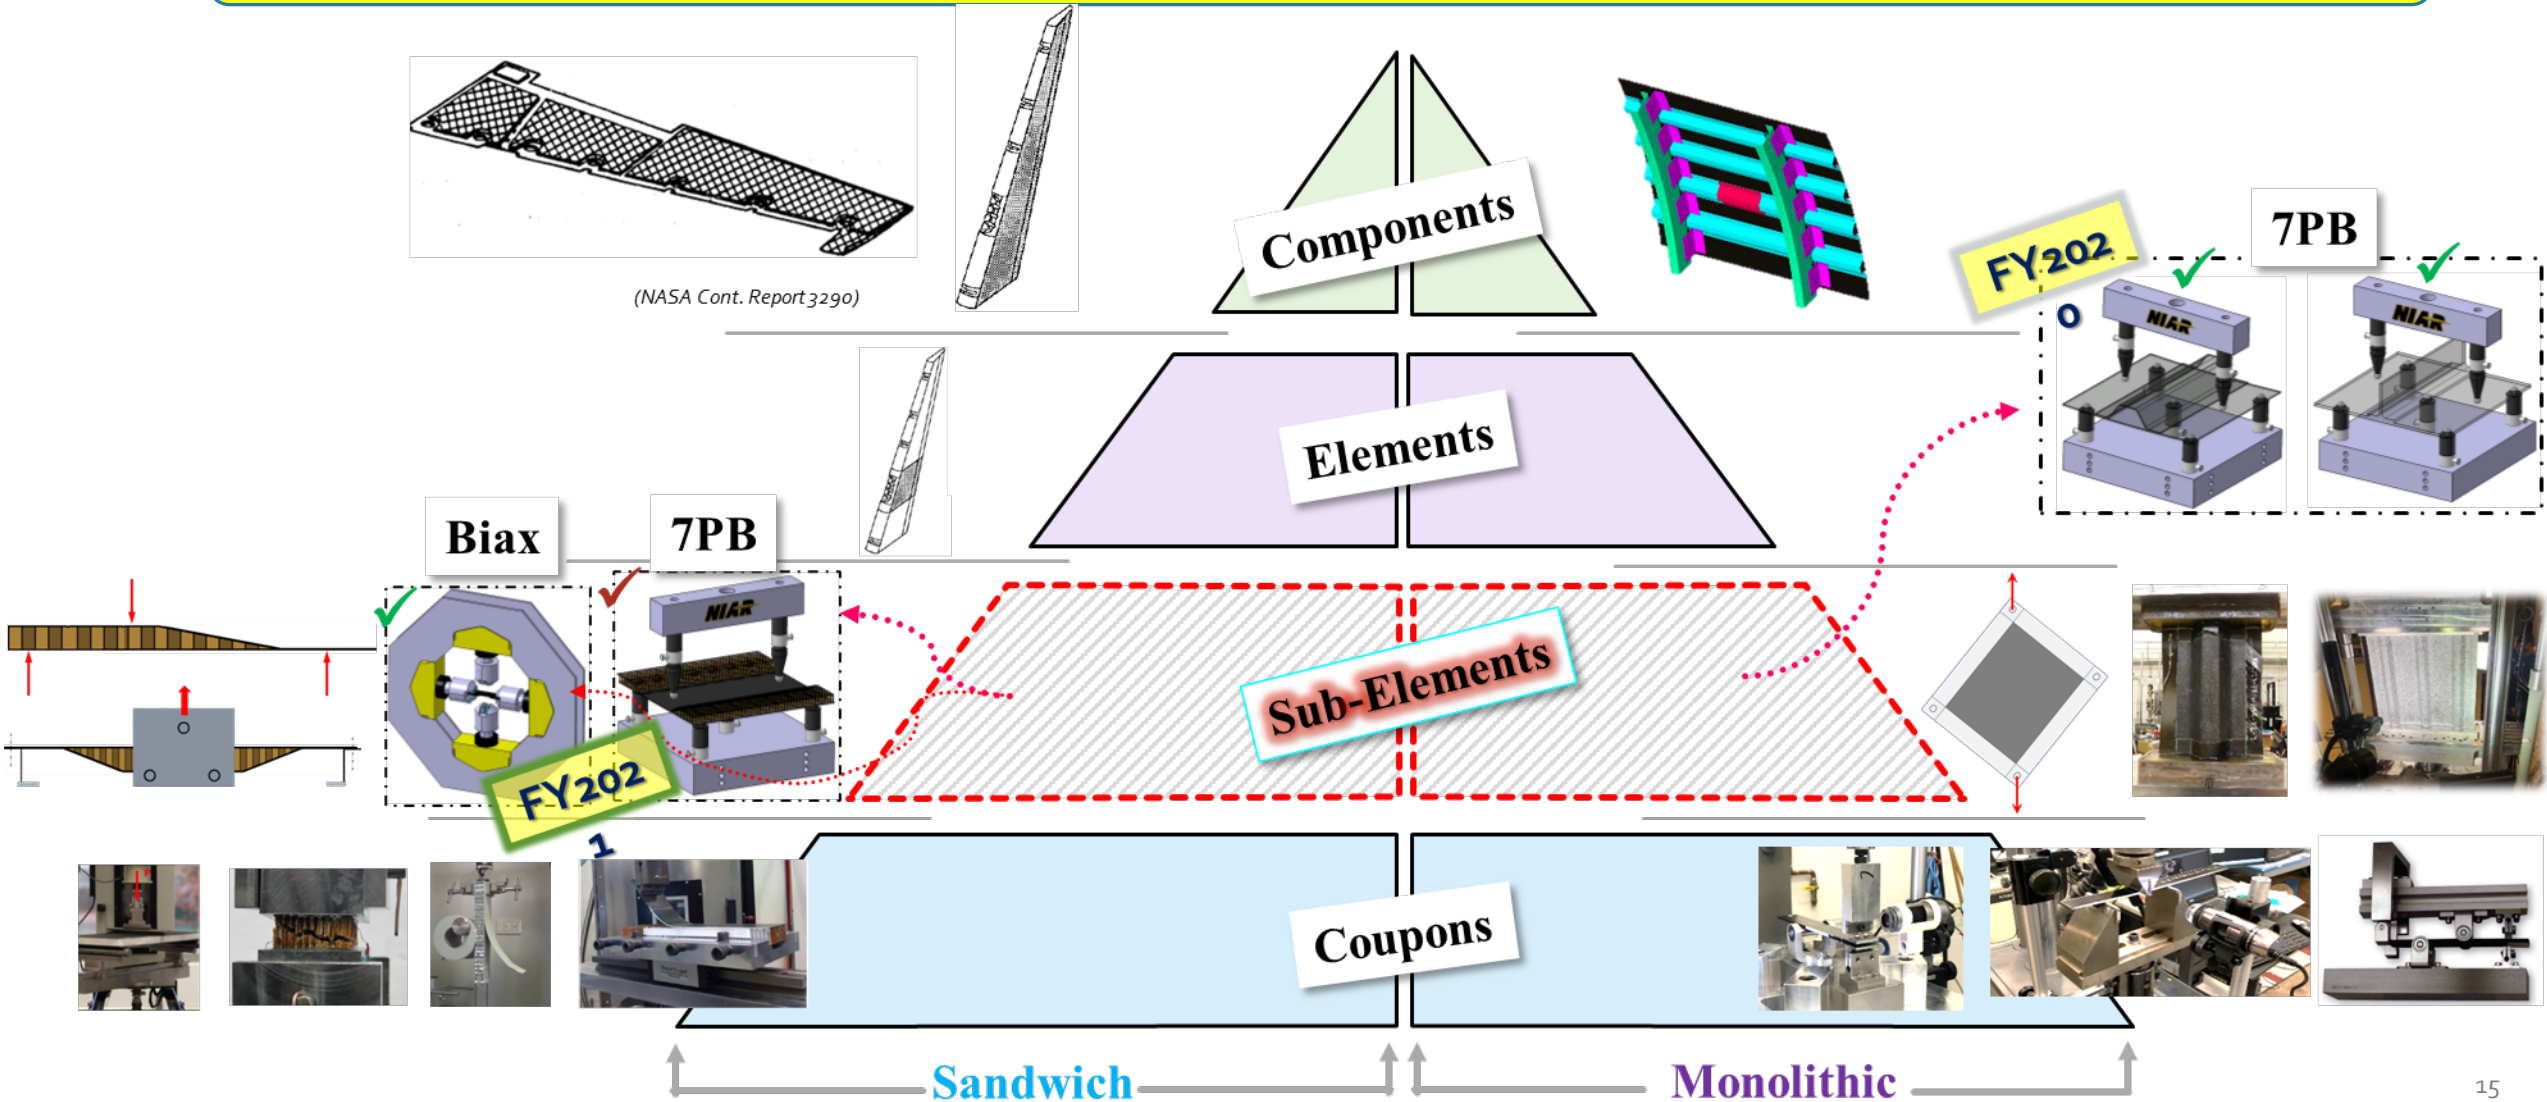 Components
(NASA Cont. Report 3290)
FY202
0
7PB
NIAR
NIAR
Elements
Biax
7PB
NIAR
Sub-Elements
FY202
1
Coupons
Sandwich
Monolithic
15